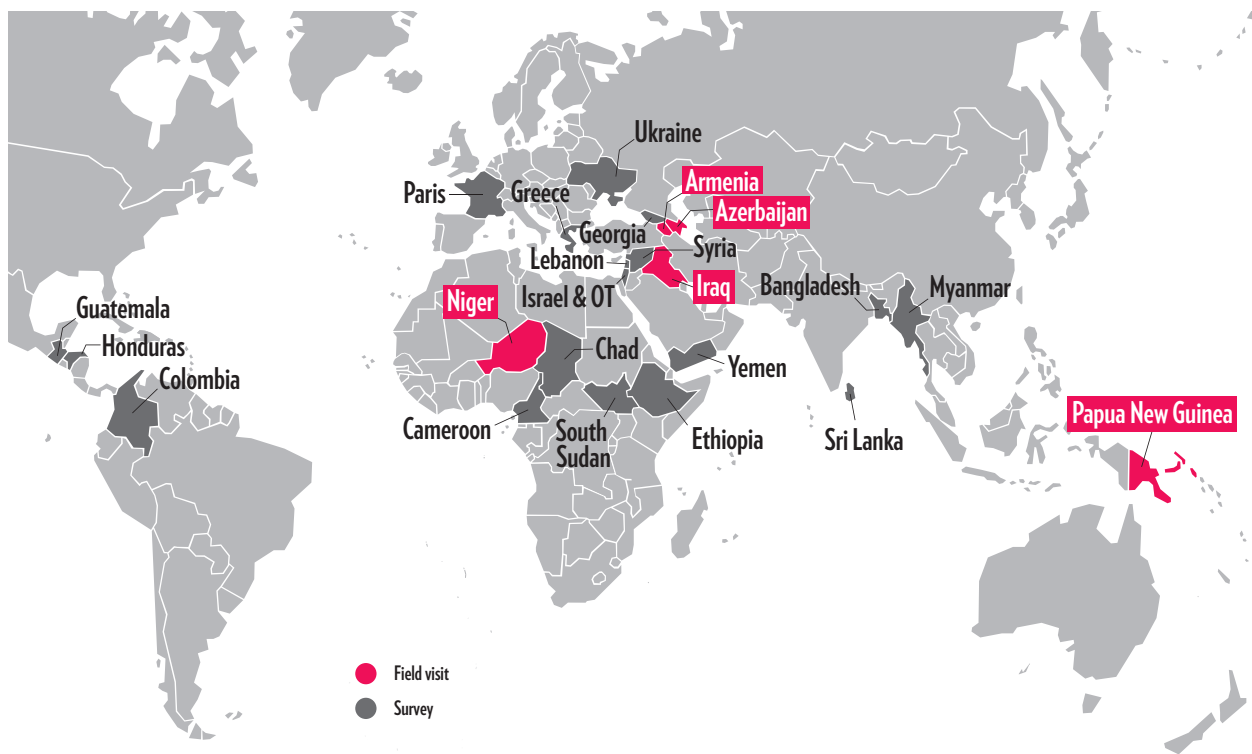 Ukraine
Paris
Greece
Armenia
Azerbaijan
Georgia
Syria
Lebanon
Israel & OT
Iraq
Bangladesh
Myanmar
Niger
Guatemala
Honduras
Chad
Colombia
Yemen
Cameroon
South
Sudan
Ethiopia
Sri Lanka
Papua New Guinea
Field visit
Survey